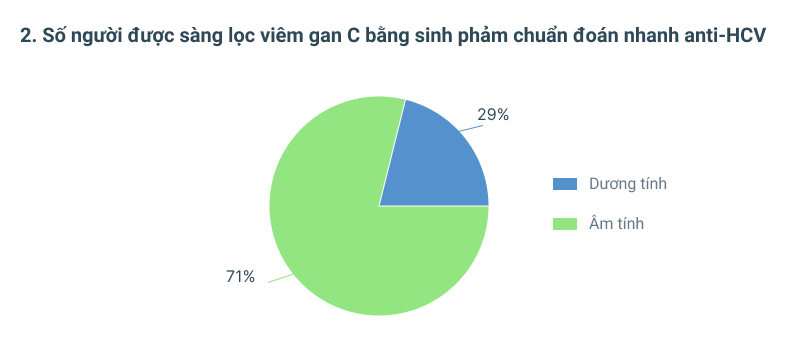 2. Số người được sàng lọc viêm gan C bằng sinh phẩm chuẩn đoán nhanh anti-HCV
29%
Dương tính
Âm tính
71%